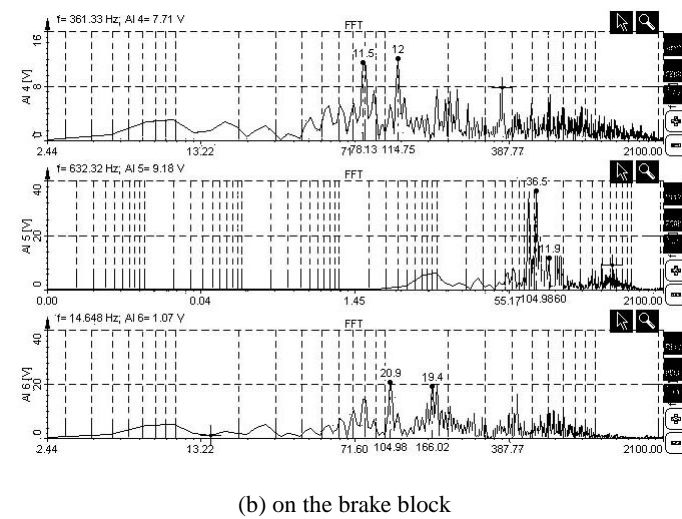 f= 361.33 Hz; AI 4= 7.71 V FFT
16
8
0
AI 4 [V]
11.5 12
2.44 13.22 71.78.13 114.75 387.77 2100.00
f= 632.32 Hz; AI 5= 9.18 V FFT
40
20
0
AI 5 [V]
36.5
11.9
0.00 0.04 1.45 55.17104.9860 2100.00
f= 14.648 Hz; AI 6= 1.07 V FFT
40
20
0
AI 6 [V]
20.9 19.4
2.44 13.22 71.60 104.98 166.02 387.77 2100.00
(b) on the brake block